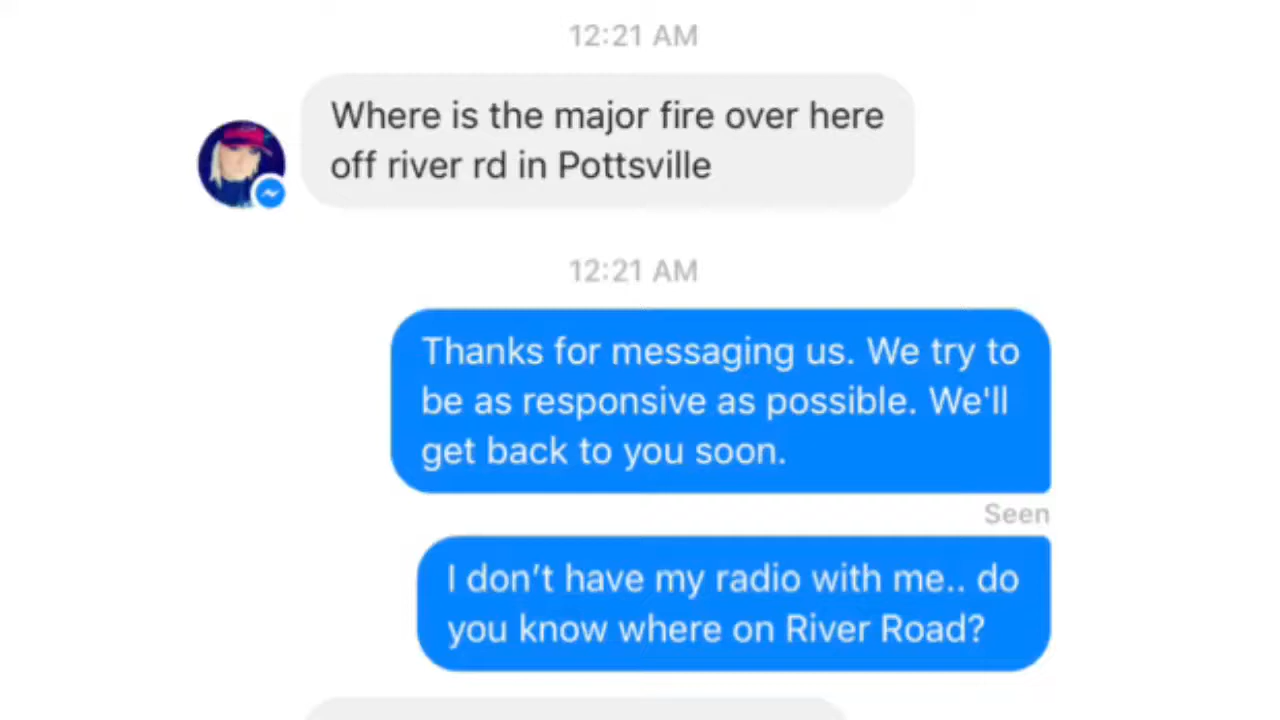 12:21 AM
Where is the major fire over here
off river rd in Pottsville
12:21 AM
Thanks for messaging us. We try to
be as responsive as possible. We'll
get back to you soon.
Seen
I don’t have my radio with me.. do
you know where on River Road?